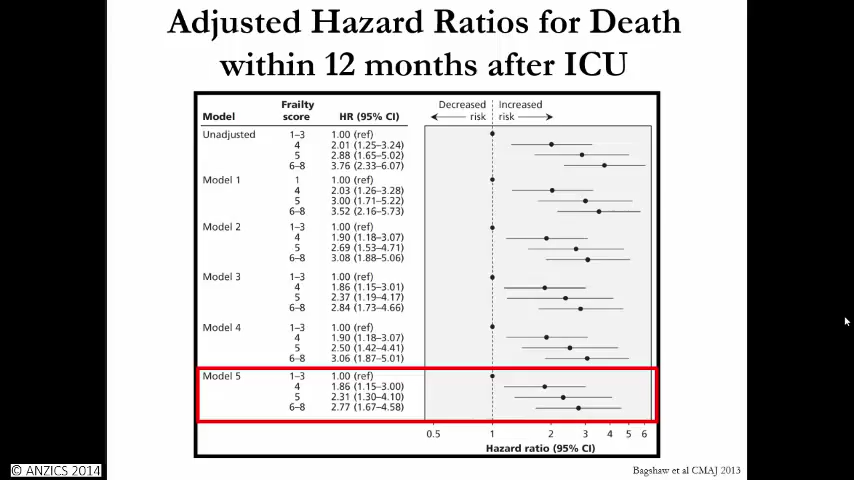 Adjusted Hazard Ratios for Death
within 12 months after ICU
Model Frailty score HR (95% CI) Decreased risk Increased risk
Unadjusted 1–3 1.00 (ref)
4 2.01 (1.25–3.24)
5 2.88 (1.65–5.02)
6–8 3.76 (2.33–6.07)
Model 1 1 1.00 (ref)
4 2.03 (1.26–3.28)
5 3.00 (1.71–5.22)
6–8 3.52 (2.16–5.73)
Model 2 1–3 1.00 (ref)
4 1.90 (1.18–3.07)
5 2.69 (1.53–4.71)
6–8 3.08 (1.88–5.06)
Model 3 1–3 1.00 (ref)
4 1.86 (1.15–3.01)
5 2.37 (1.19–4.17)
6–8 2.84 (1.73–4.66)
Model 4 1–3 1.00 (ref)
4 1.90 (1.18–3.07)
5 2.50 (1.42–4.41)
6–8 3.06 (1.87–5.01)
Model 5 1–3 1.00 (ref)
4 1.86 (1.15–3.00)
5 2.31 (1.30–4.10)
6–8 2.77 (1.67–4.58)
0.5 1 2 3 4 5 6
Hazard ratio (95% CI)
© ANZICS 2014
Bagshaw et al CMAJ 2013